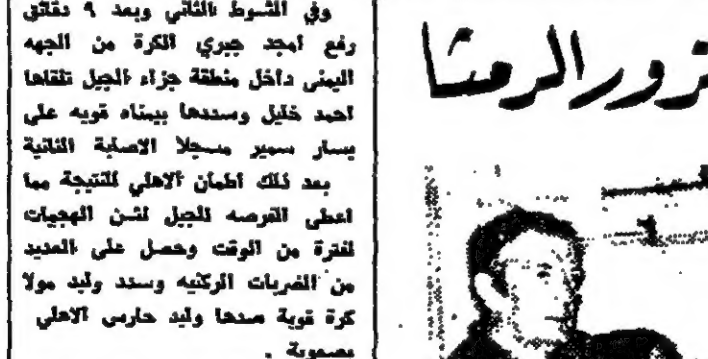 وفي الشوط الثاني وبعد ٩ دقائق
رفع امجد جبري الكرة من الجهه
اليمنى داخل منطقة جزاء الجيل تلقاها
احمد خليل وسددها بيمناه قويه على
يسار سمير مسجلا الاصابة الثانية
بعد ذلك اطمأن الاهلي للنتيجة مما
اعطى الفرصه للجيل لشن الهجمات
لفترة من الوقت وحصل على العديد
من الضربات الركنيه وسدد وليد مولا
كرة قوية صدها وليد حارس الاهلي
بصعوبة .
تزور الرمثا